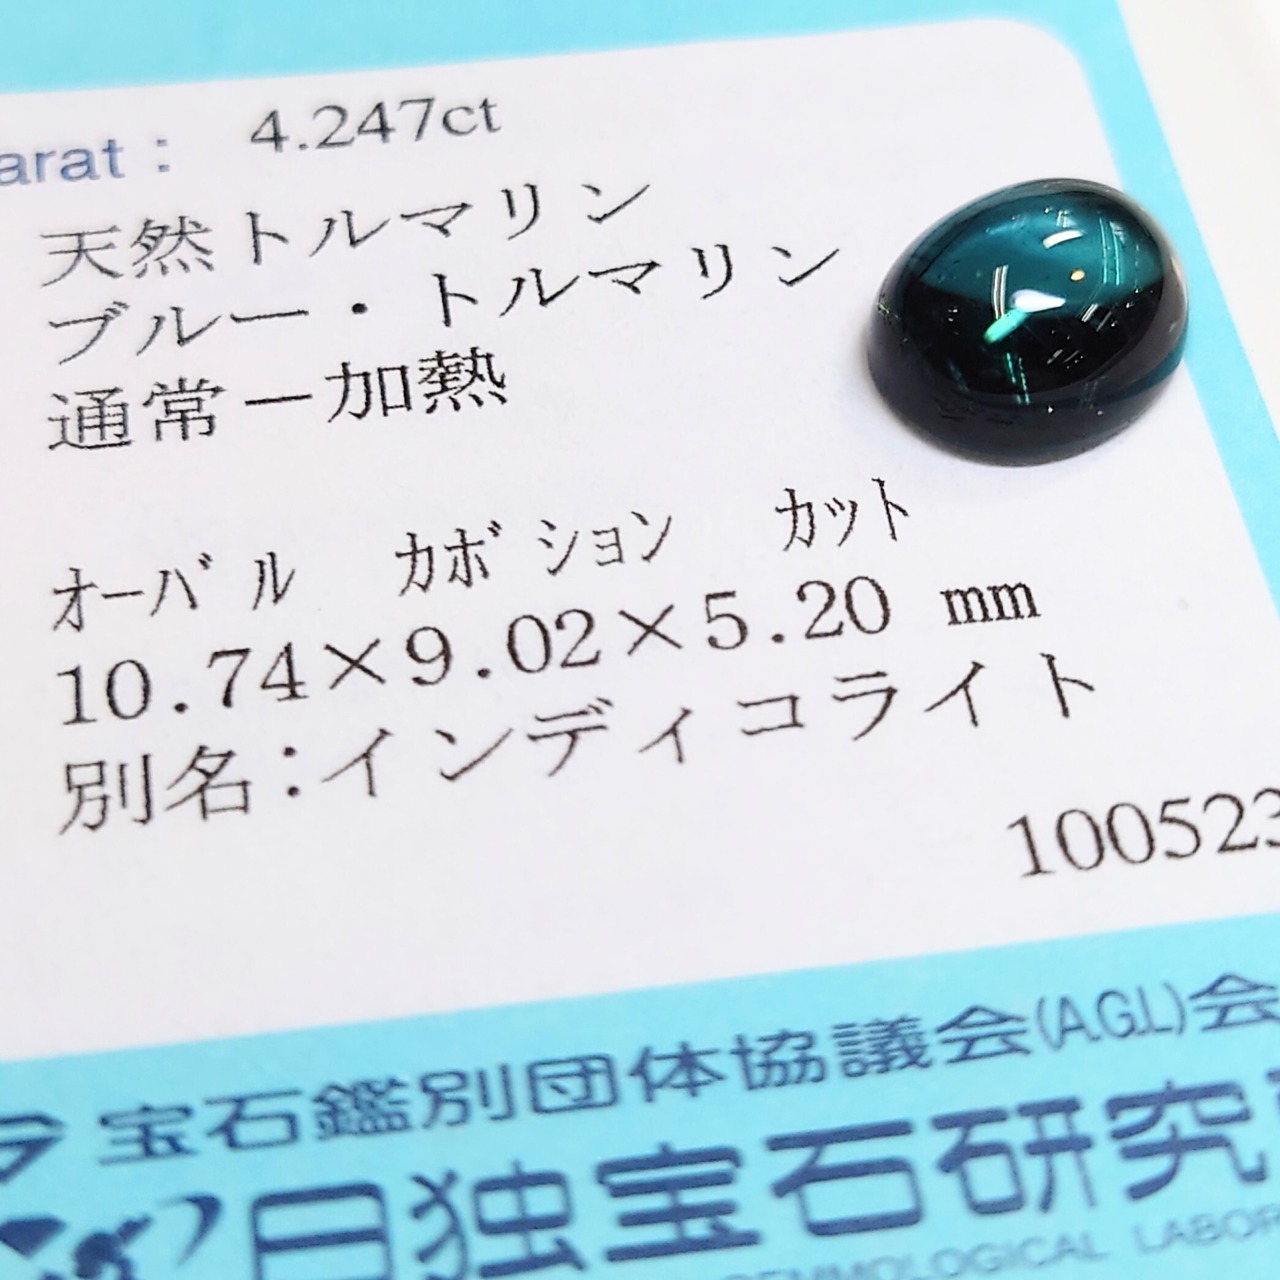 arat : 4.247ct
天然トルマリン
ブルー・トルマリン
通常－加熱
ｵｰﾊﾞﾙ ｶﾎﾞｼｮﾝ ｶｯﾄ
10.74×9.02×5.20 mm
別名:インディコライト
100523
宝石鑑別団体協議会(A.G.L)会
日独宝石研究
GEMMOLOGICAL LABOR